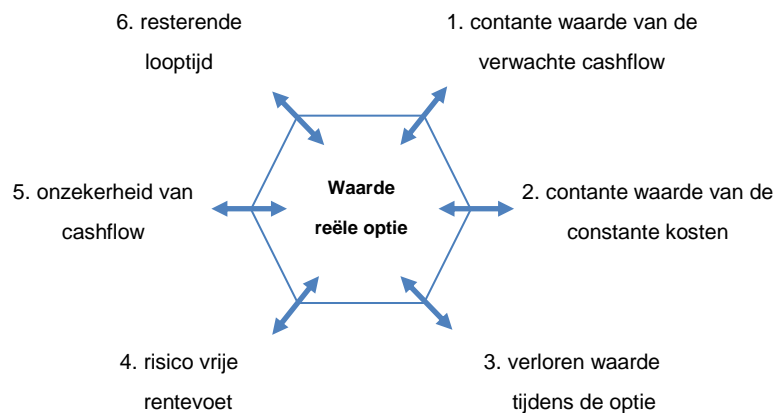 6. resterende
looptijd
1. contante waarde van de
verwachte cashflow
5. onzekerheid van
cashflow
Waarde
reële optie
2. contante waarde van de
constante kosten
4. risico vrije
rentevoet
3. verloren waarde
tijdens de optie